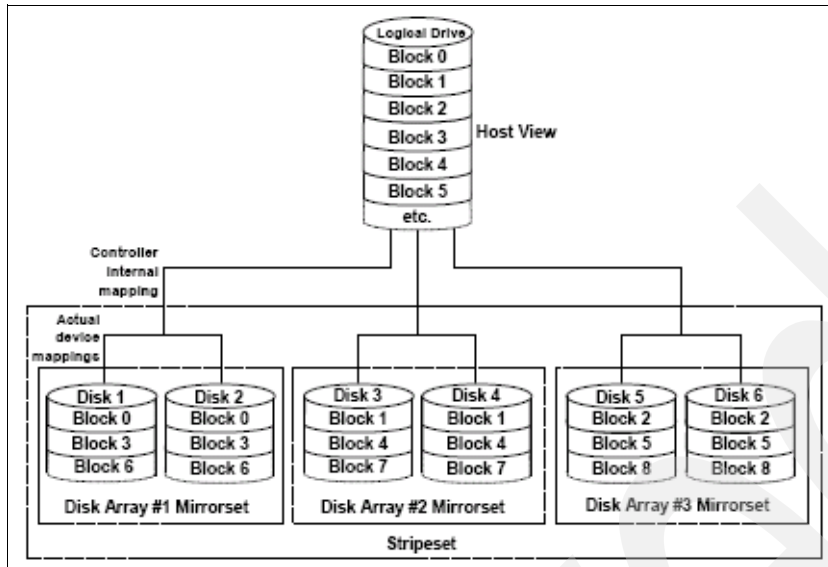 Logical Drive
Block 0
Block 1
Block 2
Block 3
Block 4
Block 5
etc.
Host View
Controller
internal
mapping
Actual
device
mappings
Disk 1
Block 0
Block 3
Block 6
Disk 2
Block 0
Block 3
Block 6
Disk Array #1 Mirrorset
Disk 3
Block 1
Block 4
Block 7
Disk 4
Block 1
Block 4
Block 7
Disk Array #2 Mirrorset
Disk 5
Block 2
Block 5
Block 8
Disk 6
Block 2
Block 5
Block 8
Disk Array #3 Mirrorset
Stripeset